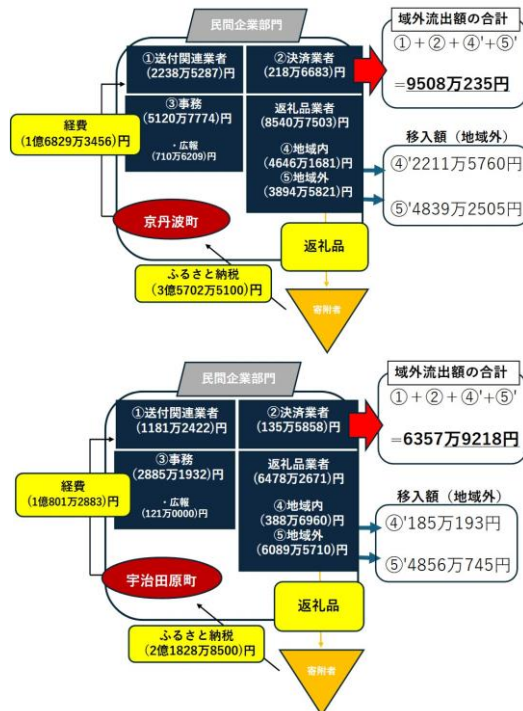 民間企業部門
①送付関連業者
(2238万5287)円
②決済業者
(218万6683)円
③事務
(5120万7774)円
・広報
(710万6209)円
返礼品業者
(8540万7503)円
④地域内
(4646万1681)円
⑤地域外
(3894万5821)円
経費
(1億6829万3456)円
京丹波町
返礼品
ふるさと納税
(3億5702万5100)円
寄附者
域外流出額の合計
①+②+④'+⑤'
=9508万235円
移入額(地域外)
④'2211万5760円
⑤'4839万2505円
民間企業部門
①送付関連業者
(1181万2422)円
②決済業者
(135万5858)円
③事務
(2885万1932)円
・広報
(121万0000)円
返礼品業者
(6478万2671)円
④地域内
(388万6960)円
⑤地域外
(6089万5710)円
経費
(1億801万2883)円
宇治田原町
返礼品
ふるさと納税
(2億1828万8500)円
寄附者
域外流出額の合計
①+②+④'+⑤'
=6357万9218円
移入額(地域外)
④'185万193円
⑤'4856万745円